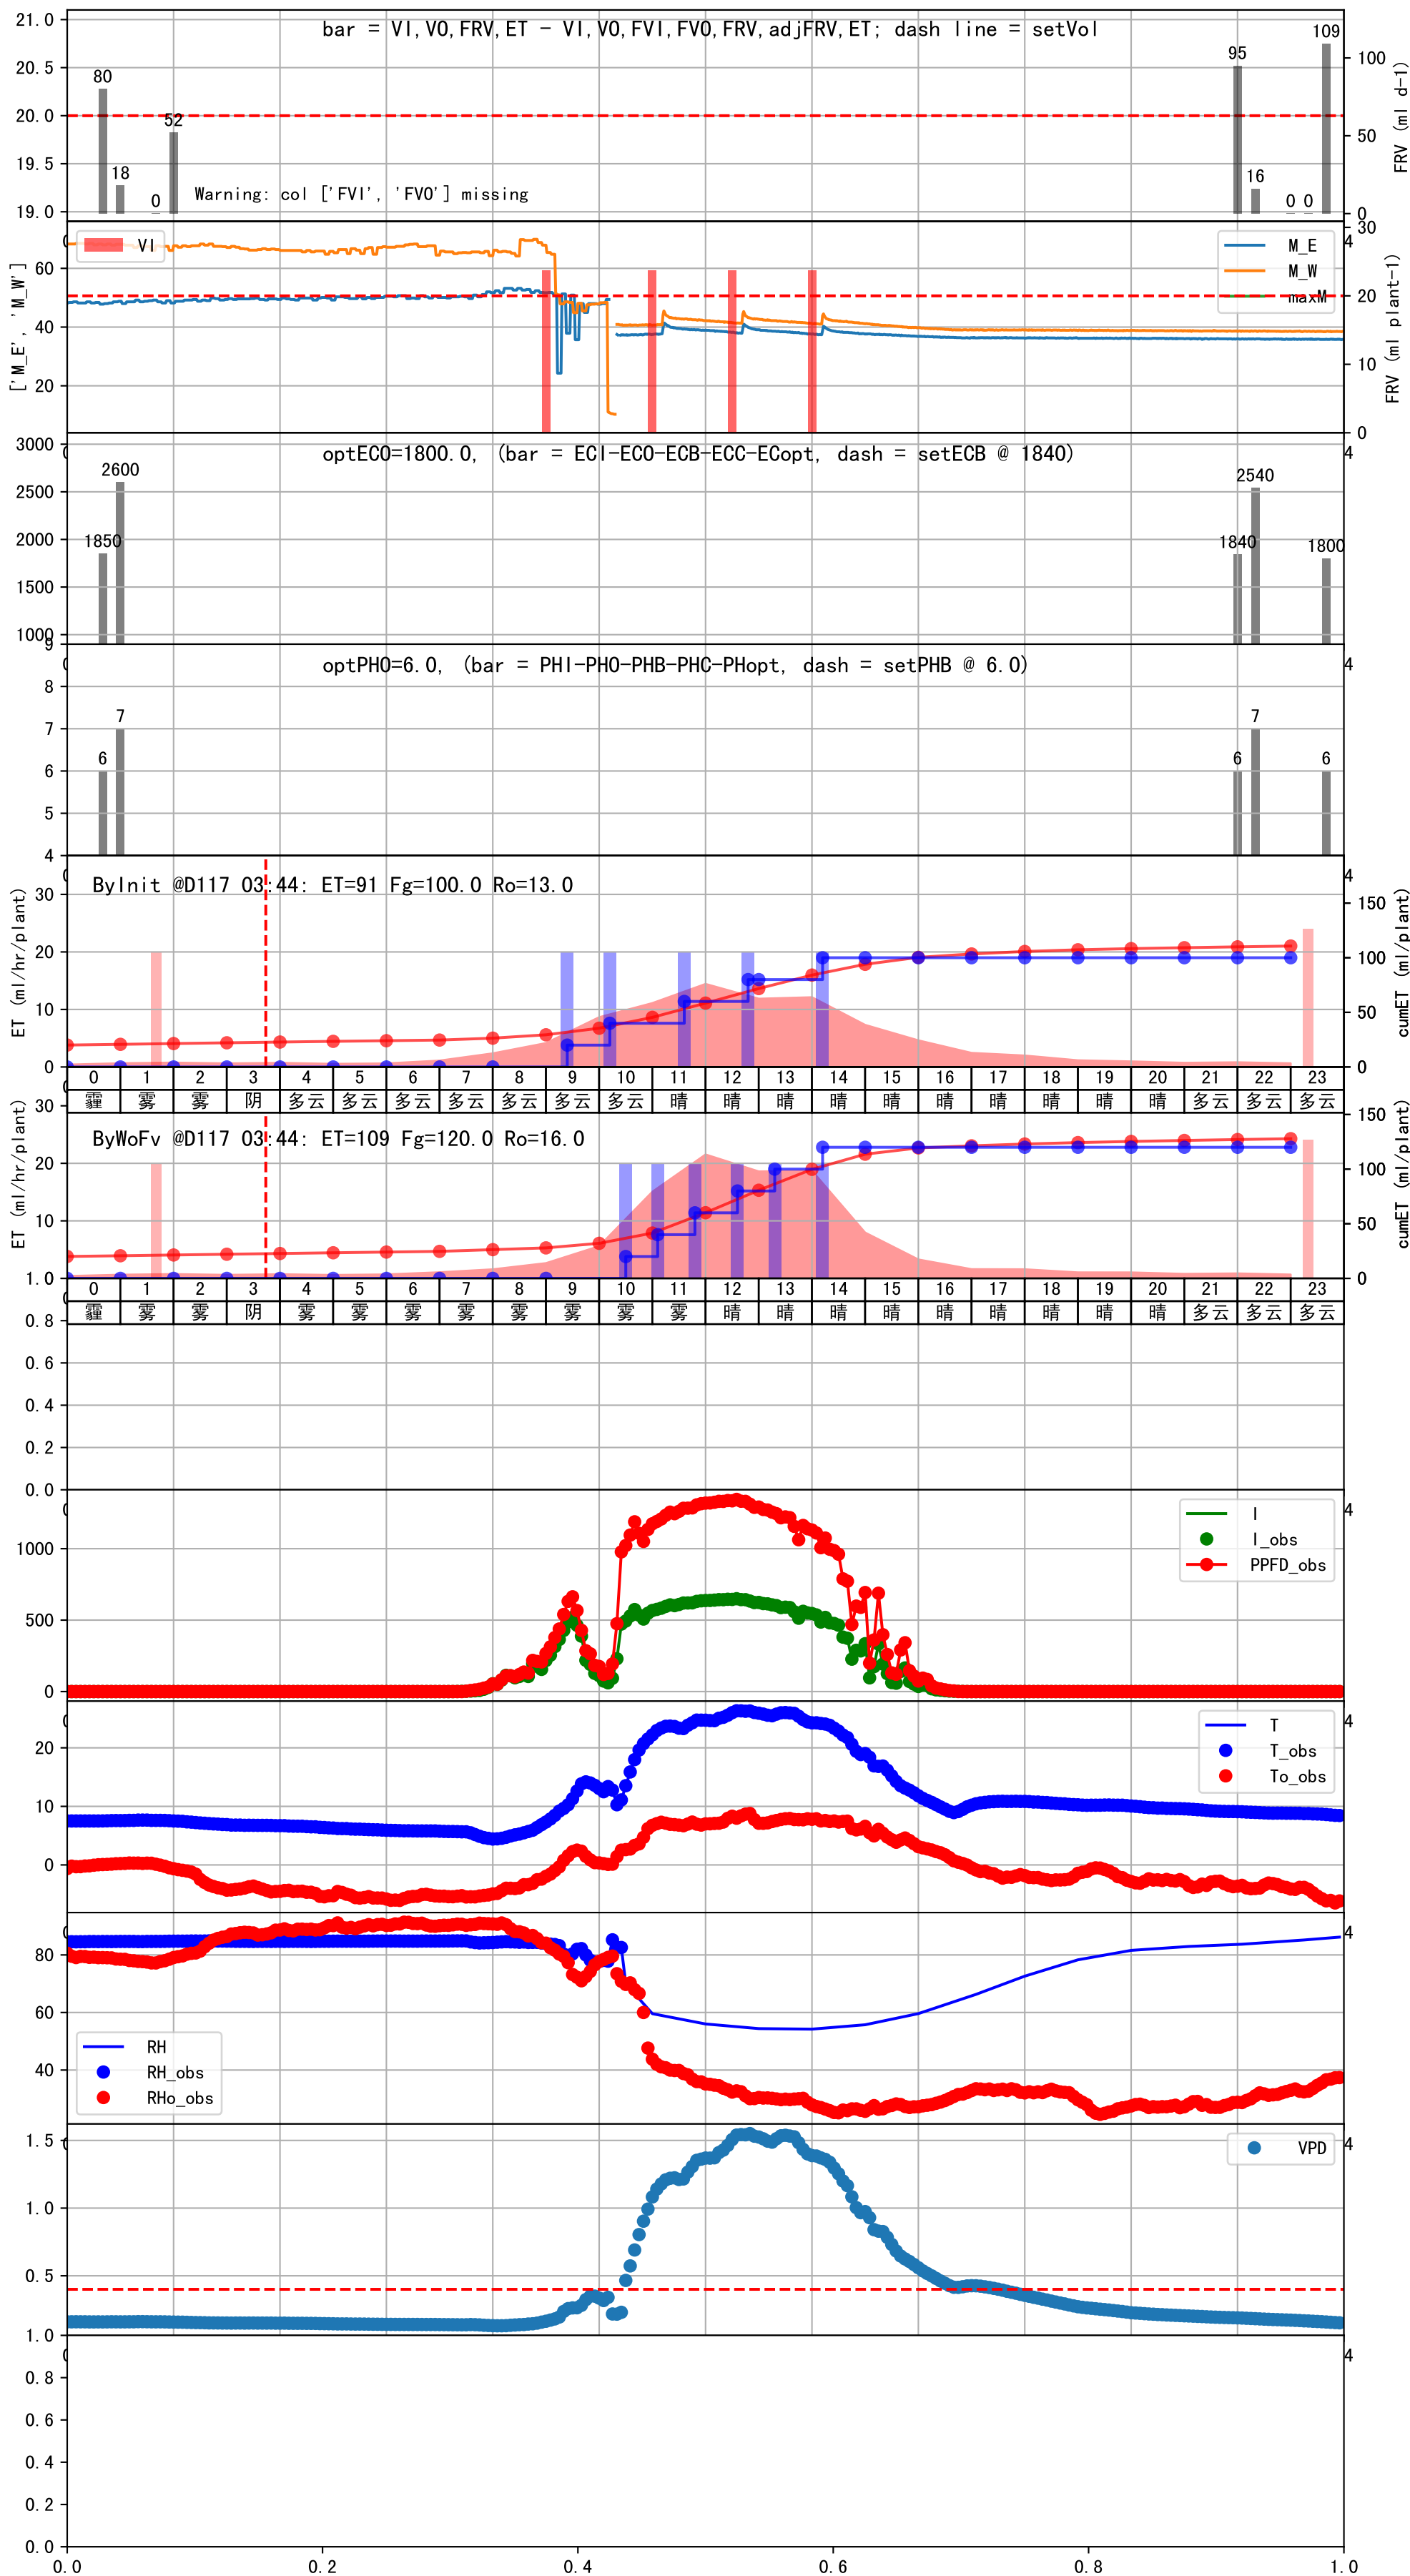 bar = VI,VO,FRV,ET - VI,VO,FVI,FVO,FRV,adjFRV,ET; dash line = setVol
21.0
20.5
20.0
19.5
19.0
80
18
0
52
Warning: col ['FVI', 'FVO'] missing
95
16
0
0
109
100
50
0
FRV (ml d-1)
VI
M_E
M_W
maxM
['M_E', 'M_W']
60
40
20
30
20
10
0
FRV (ml plant-1)
4
optECO=1800.0, (bar = ECI-ECO-ECB-ECC-ECopt, dash = setECB @ 1840)
3000
2500
2000
1500
1000
1850
2600
1840
2540
1800
4
optPHO=6.0, (bar = PHI-PHO-PHB-PHC-PHopt, dash = setPHB @ 6.0)
9
8
7
6
5
4
6
7
6
7
6
4
ByInit @D117 03:44: ET=91 Fg=100.0 Ro=13.0
ET (ml/hr/plant)
30
20
10
0
150
100
50
0
cumET (ml/plant)
4
0 1 2 3 4 5 6 7 8 9 10 11 12 13 14 15 16 17 18 19 20 21 22 23
霾 雾 雾 阴 多云 多云 多云 多云 多云 多云 多云 晴 晴 晴 晴 晴 晴 晴 晴 晴 晴 多云 多云 多云
ByWoFv @D117 03:44: ET=109 Fg=120.0 Ro=16.0
ET (ml/hr/plant)
30
20
10
150
100
50
0
cumET (ml/plant)
0 1 2 3 4 5 6 7 8 9 10 11 12 13 14 15 16 17 18 19 20 21 22 23
霾 雾 雾 阴 雾 雾 雾 雾 雾 雾 雾 雾 晴 晴 晴 晴 晴 晴 晴 晴 晴 多云 多云 多云
1.0
0.8
0.6
0.4
0.2
0.0
4
I
I_obs
PPFD_obs
1000
500
0
4
T
T_obs
To_obs
20
10
0
4
RH
RH_obs
RHo_obs
80
60
40
4
VPD
1.5
1.0
0.5
4
1.0
0.8
0.6
0.4
0.2
0.0
0.0 0.2 0.4 0.6 0.8 1.0